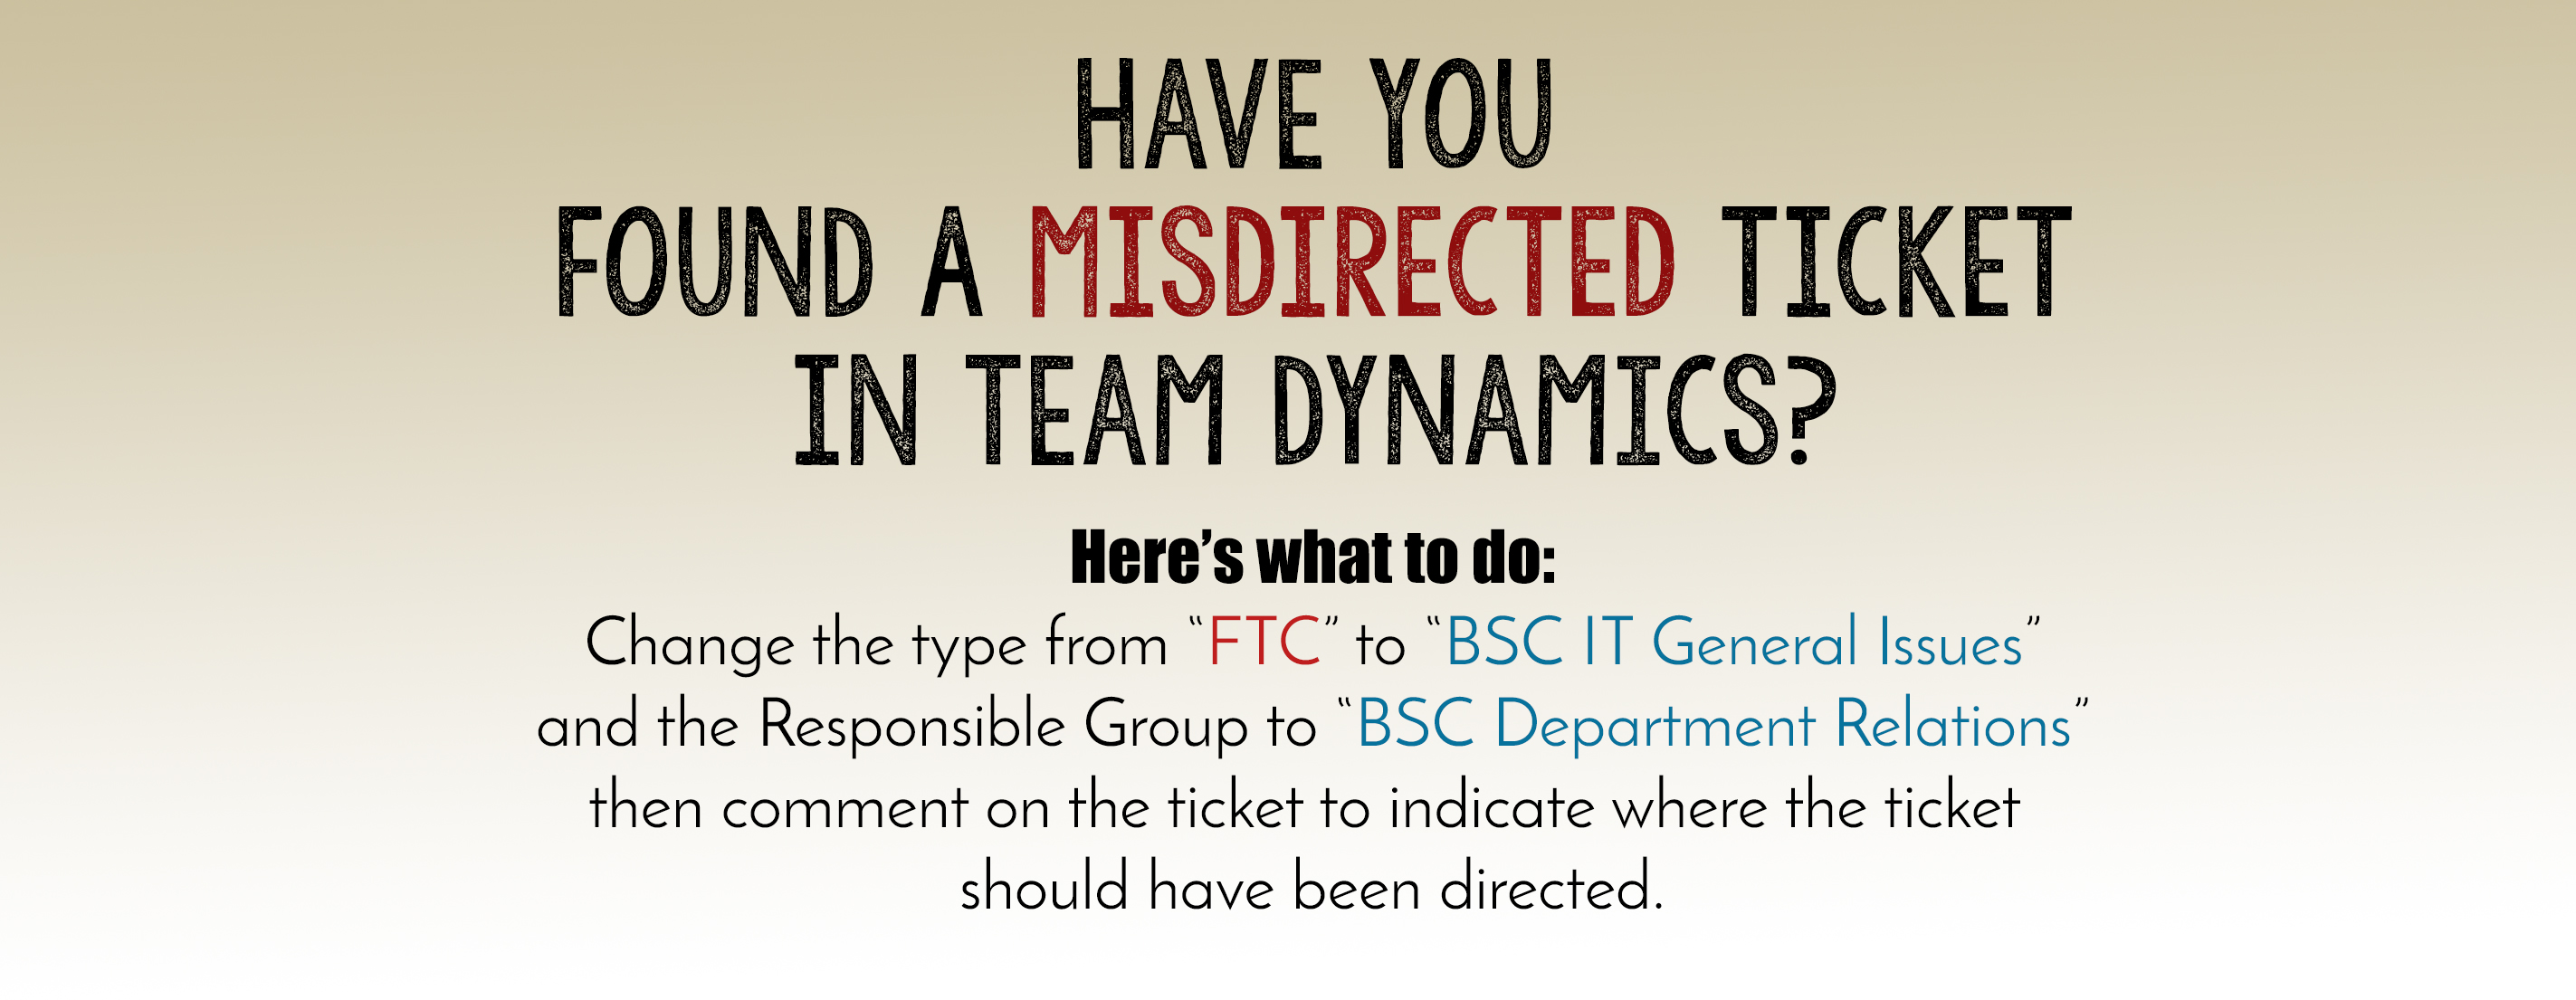 HAVE YOU
FOUND A MISDIRECTED TICKET
IN TEAM DYNAMICS?
Here’s what to do:
Change the type from “FTC” to “BSC IT General Issues”
and the Responsible Group to “BSC Department Relations”
then comment on the ticket to indicate where the ticket
should have been directed.